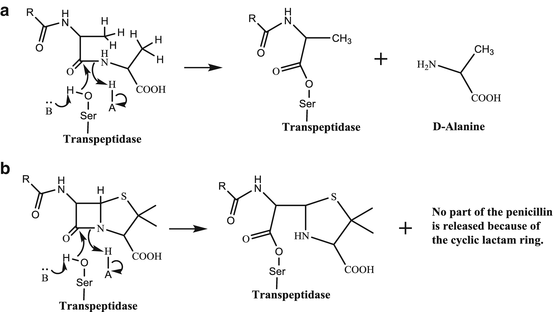 a
R
H
N
O
H
H
H
H
N
H
H
H
O
COOH
H
O
H
B
A
Ser
Transpeptidase
R
H
N
O
CH3
O
O
Ser
Transpeptidase
+
H2N
CH3
COOH
D-Alanine
b
R
H
N
O
H
S
N
O
COOH
H
O
H
B
A
Ser
Transpeptidase
R
H
N
O
S
HN
O
O
COOH
Ser
Transpeptidase
+
No part of the penicillin
is released because of
the cyclic lactam ring.